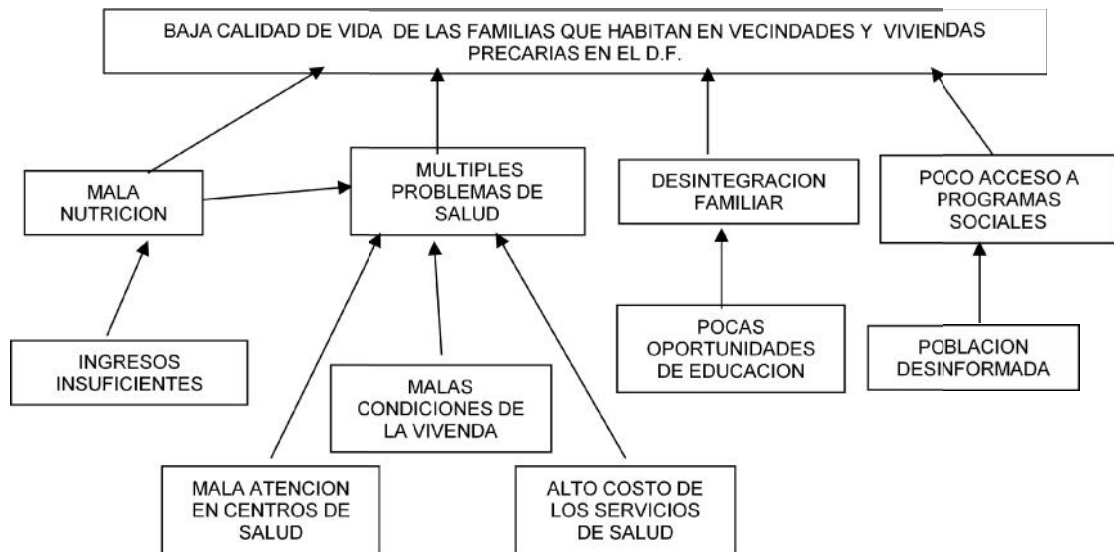 BAJA CALIDAD DE VIDA DE LAS FAMILIAS QUE HABITAN EN VECINDADES Y VIVIENDAS
PRECARIAS EN EL D.F.
MALA
NUTRICION
MULTIPLES
PROBLEMAS DE
SALUD
DESINTEGRACION
FAMILIAR
POCO ACCESO A
PROGRAMAS
SOCIALES
INGRESOS
INSUFICIENTES
MALAS
CONDICIONES DE
LA VIVENDA
POCAS
OPORTUNIDADES
DE EDUCACION
POBLACION
DESINFORMADA
MALA ATENCION
EN CENTROS DE
SALUD
ALTO COSTO DE
LOS SERVICIOS
DE SALUD